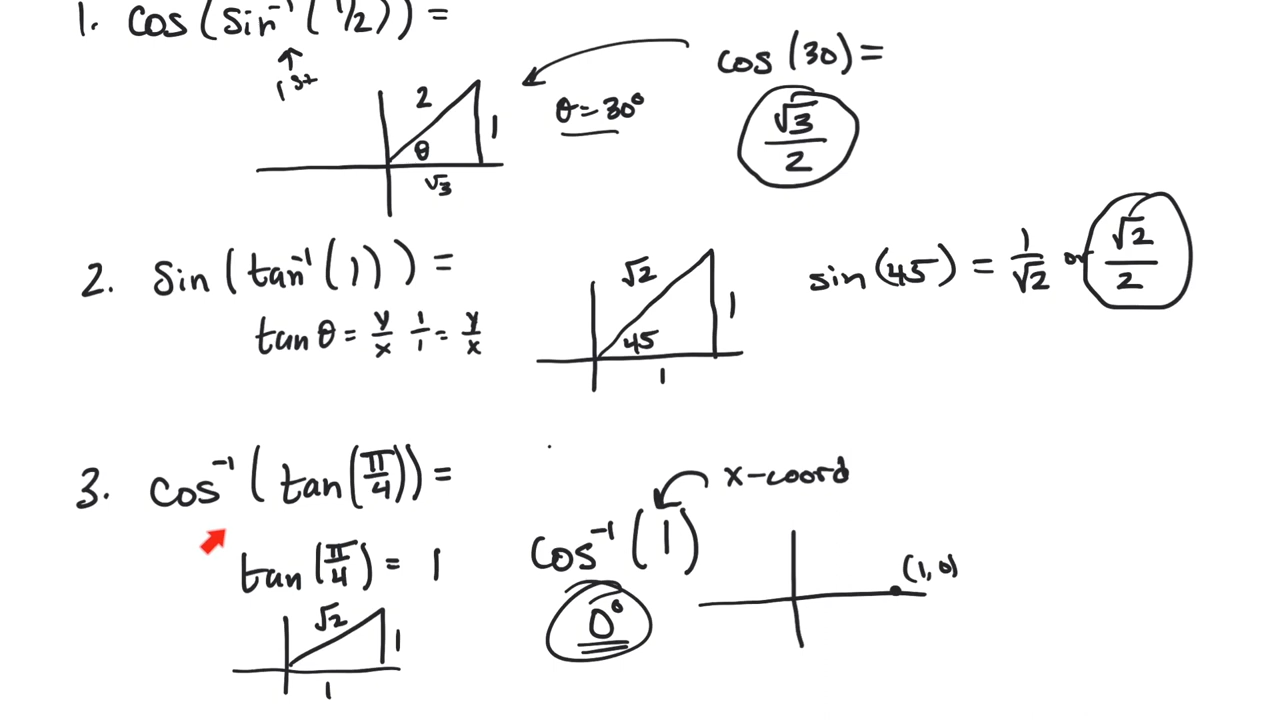 1. cos(sin⁻¹(1/2)) =
1st
2
θ
1
√3
θ = 30°
cos(30) =
√3/2
2. sin(tan⁻¹(1)) =
tan θ = y/x 1/1 = y/x
√2
45
1
1
sin(45) = 1/√2 or √2/2
3. cos⁻¹(tan(π/4)) =
tan(π/4) = 1
√2
1
1
cos⁻¹(1)
x-coord
0°
(1,0)